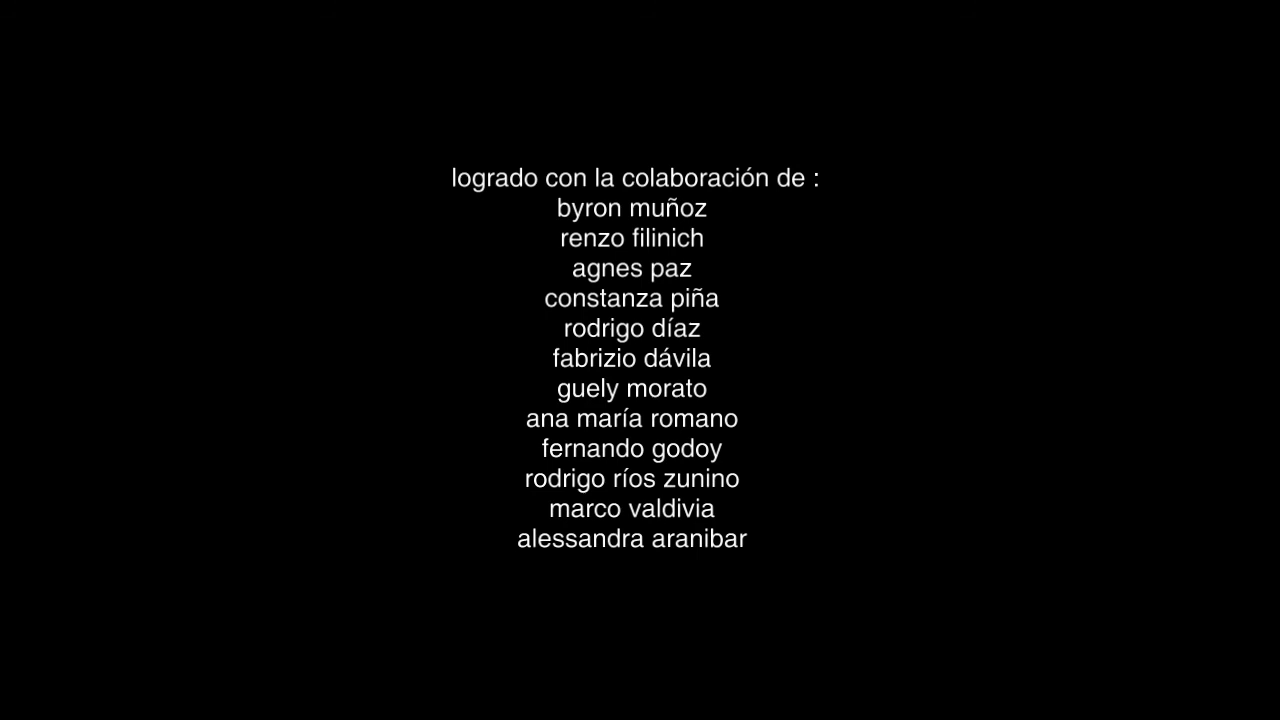 logrado con la colaboración de :
byron muñoz
renzo filinich
agnes paz
constanza piña
rodrigo díaz
fabrizio dávila
guely morato
ana maría romano
fernando godoy
rodrigo ríos zunino
marco valdivia
alessandra aranibar